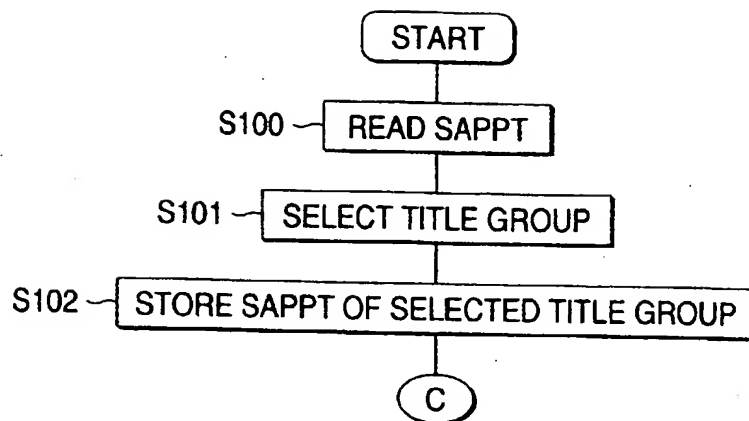 START
S100 READ SAPPT
S101 SELECT TITLE GROUP
S102 STORE SAPPT OF SELECTED TITLE GROUP
C